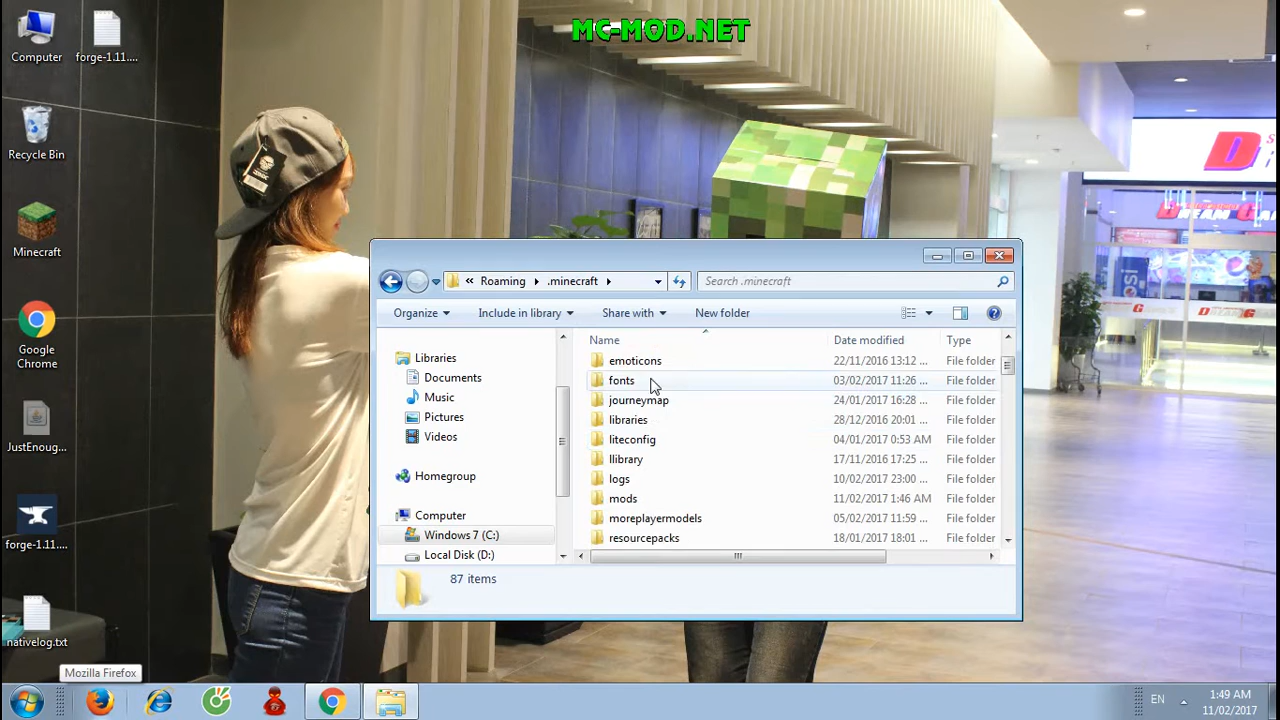 MC-MOD.NET
Computer
forge-1.11....
Recycle Bin
Minecraft
Google
Chrome
JustEnoug...
forge-1.11....
nativelog.txt
« Roaming .minecraft
Search .minecraft
Organize
Include in library
Share with
New folder
Name
Date modified
Type
Libraries
Documents
Music
Pictures
Videos
Homegroup
Computer
Windows 7 (C:)
Local Disk (D:)
emoticons 22/11/2016 13:12 ... File folder
fonts 03/02/2017 11:26 ... File folder
journeymap 24/01/2017 16:28 ... File folder
libraries 28/12/2016 20:01 ... File folder
liteconfig 04/01/2017 0:53 AM File folder
llibrary 17/11/2016 17:25 ... File folder
logs 10/02/2017 23:00 ... File folder
mods 11/02/2017 1:46 AM File folder
moreplayermodels 05/02/2017 11:59 ... File folder
resourcepacks 18/01/2017 18:01 ... File folder
87 items
Mozilla Firefox
EN
1:49 AM
11/02/2017